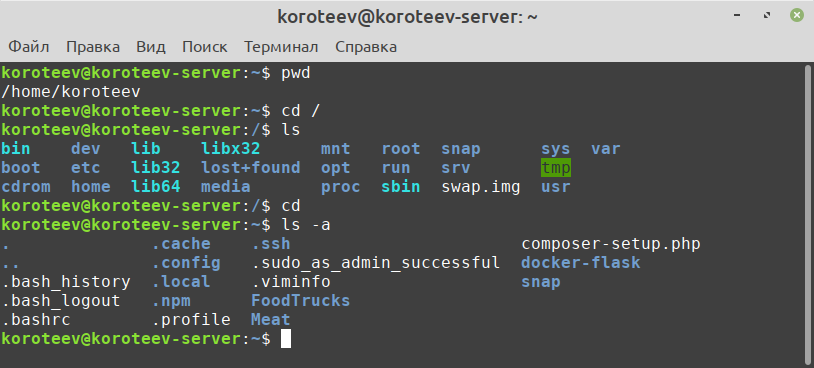 koroteev@koroteev-server: ~
Файл Правка Вид Поиск Терминал Справка
koroteev@koroteev-server:~$ pwd
/home/koroteev
koroteev@koroteev-server:~$ cd /
koroteev@koroteev-server:/$ ls
bin dev lib libx32 mnt root snap sys var
boot etc lib32 lost+found opt run srv tmp
cdrom home lib64 media proc sbin swap.img usr
koroteev@koroteev-server:/$ cd
koroteev@koroteev-server:~$ ls -a
. .cache .ssh composer-setup.php
.. .config .sudo_as_admin_successful docker-flask
.bash_history .local .viminfo snap
.bash_logout .npm FoodTrucks
.bashrc .profile Meat
koroteev@koroteev-server:~$